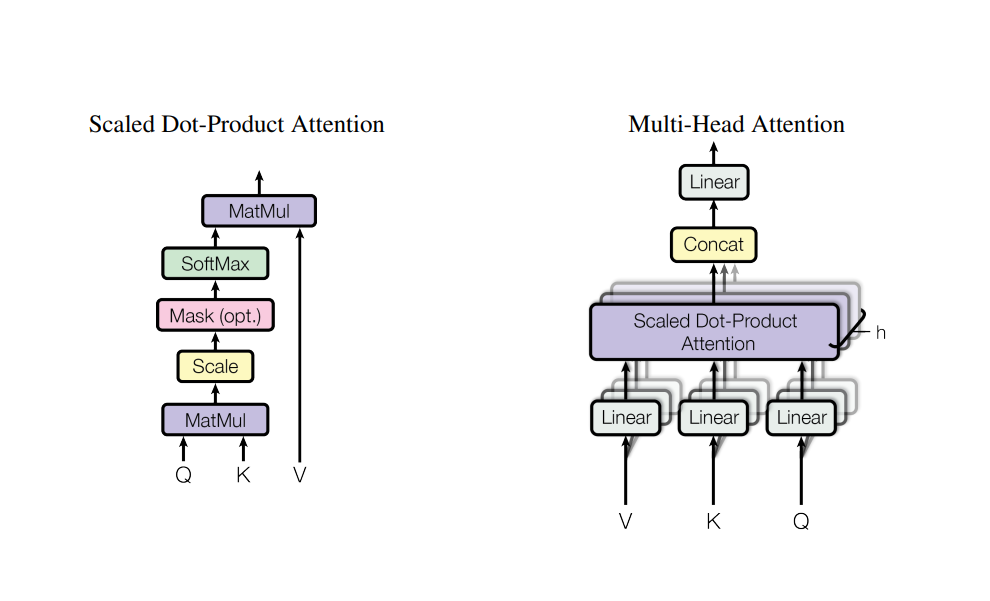 Scaled Dot-Product Attention
MatMul
SoftMax
Mask (opt.)
Scale
MatMul
Q K V
Multi-Head Attention
Linear
Concat
Scaled Dot-Product
Attention
h
Linear Linear Linear
V K Q